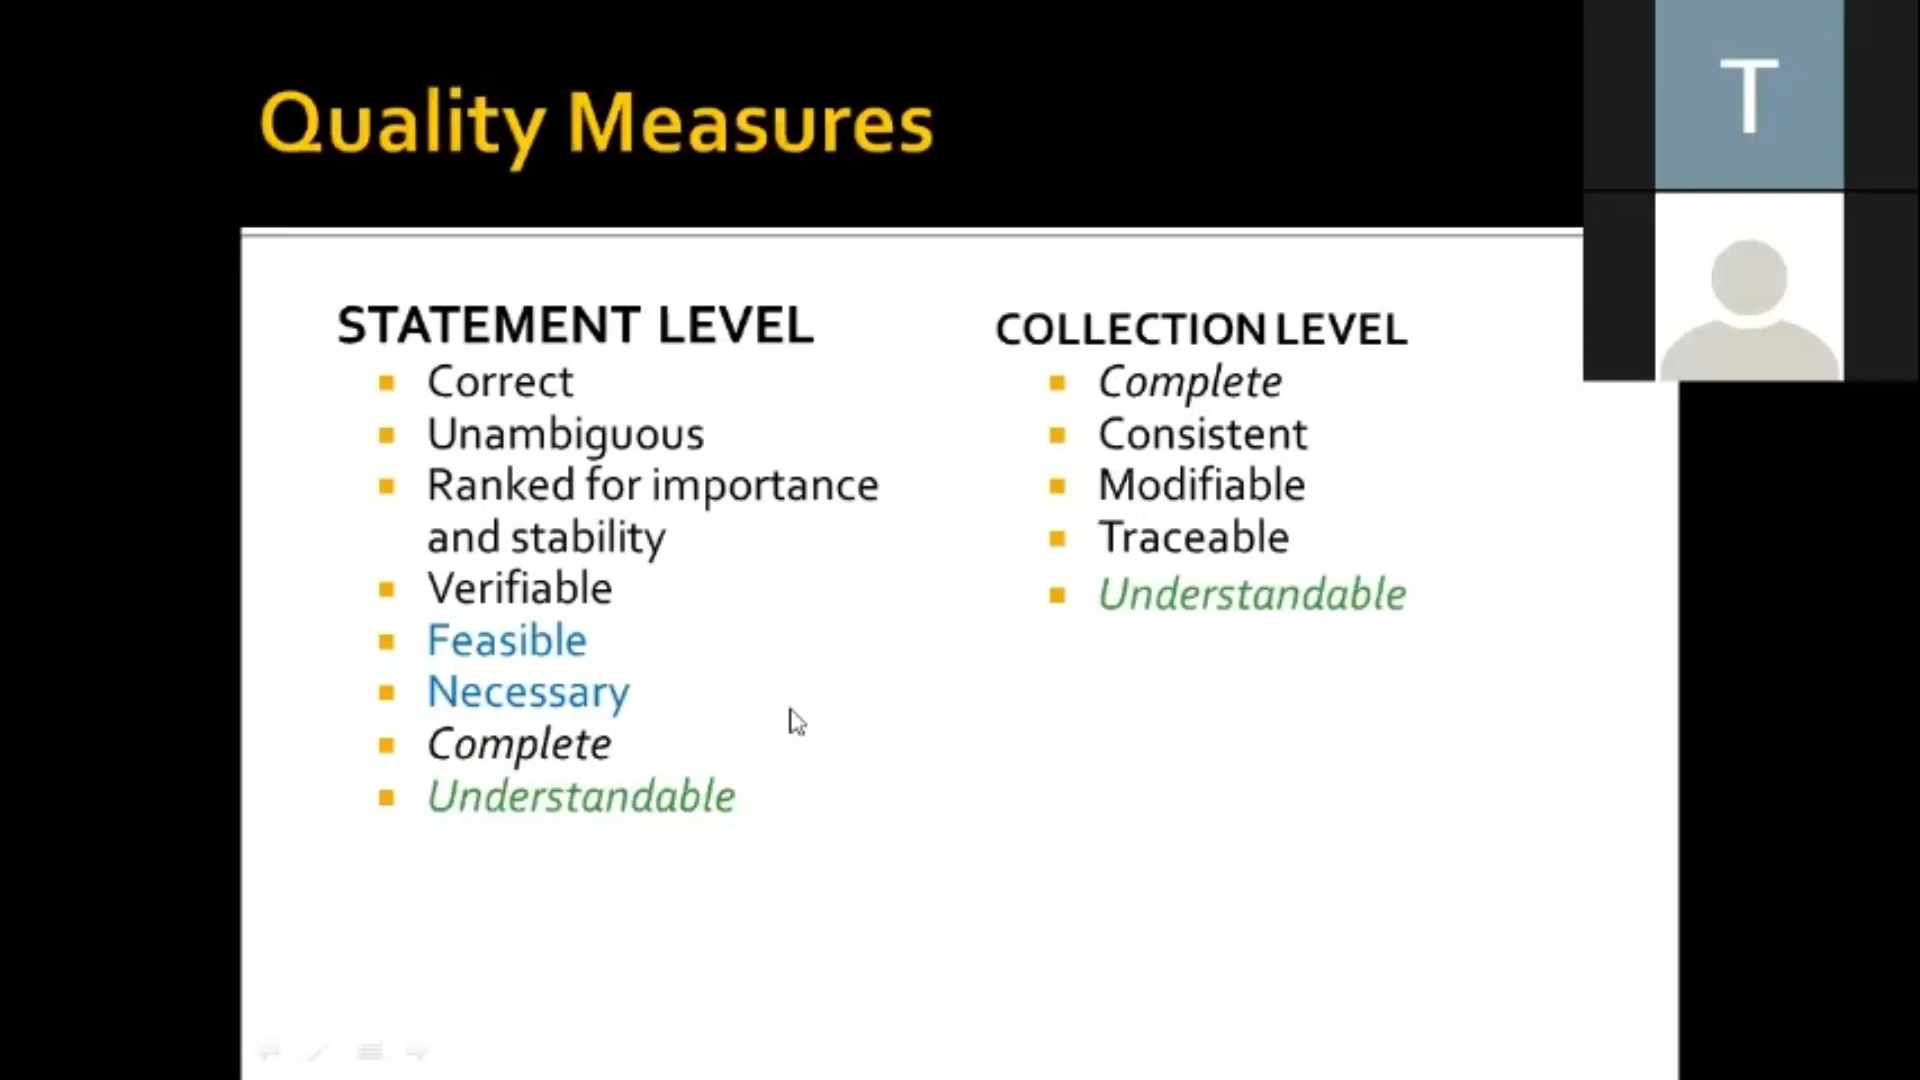 Quality Measures
T
STATEMENT LEVEL
Correct
Unambiguous
Ranked for importance
and stability
Verifiable
Feasible
Necessary
Complete
Understandable
COLLECTION LEVEL
Complete
Consistent
Modifiable
Traceable
Understandable